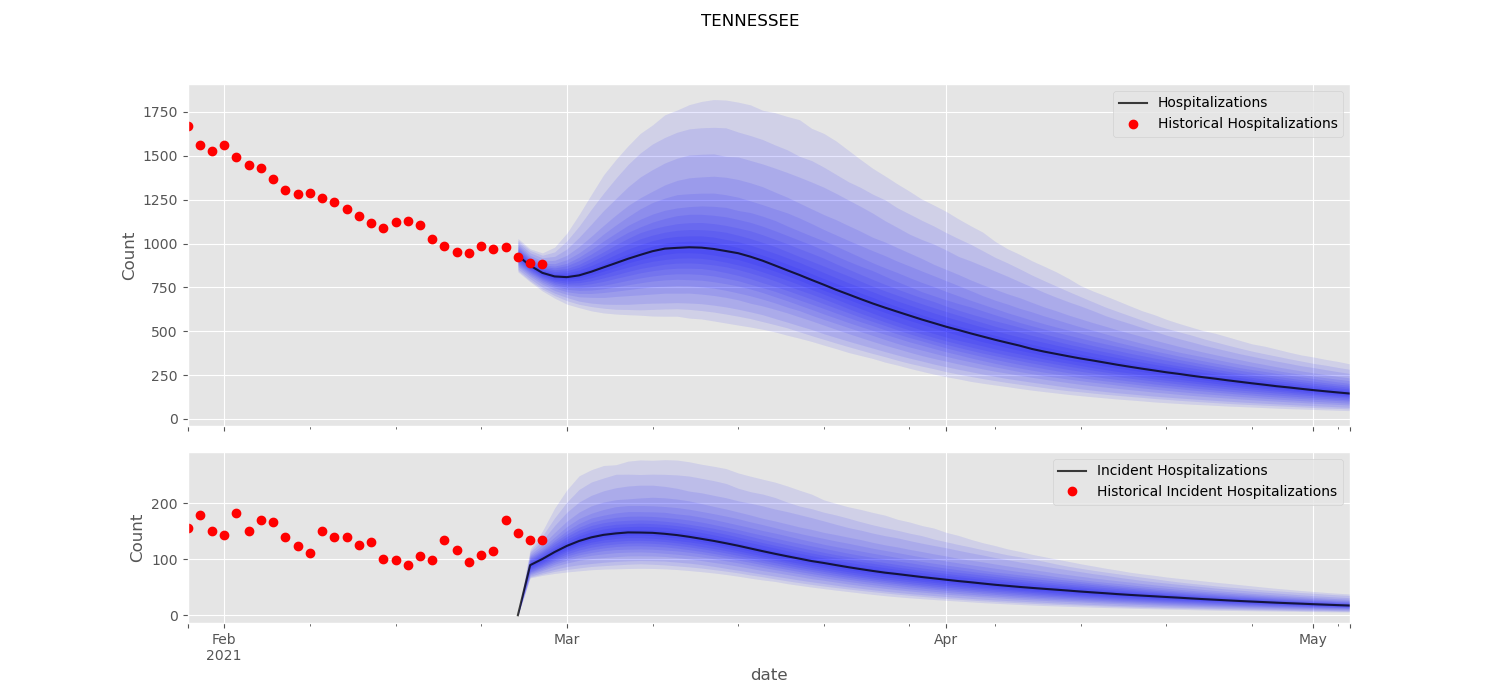 TENNESSEE
Hospitalizations
Historical Hospitalizations
1750
1500
1250
1000
750
500
250
0
Count
Incident Hospitalizations
Historical Incident Hospitalizations
200
100
0
Count
Feb
2021
Mar
Apr
May
date